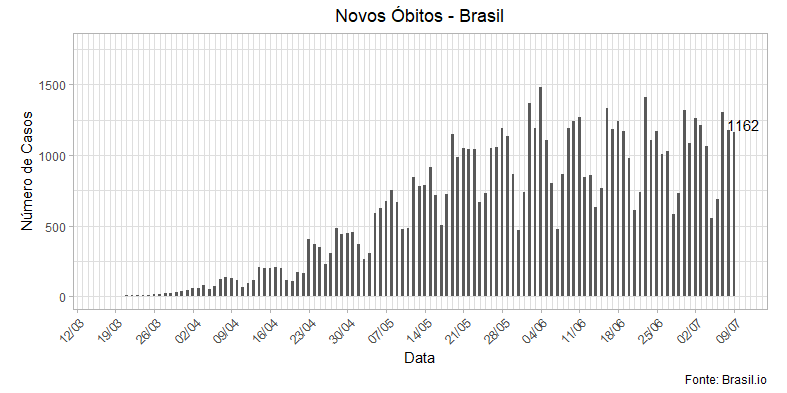 Novos Óbitos - Brasil
Número de Casos
1500
1000
500
0
1162
12/03 19/03 26/03 02/04 09/04 16/04 23/04 30/04 07/05 14/05 21/05 28/05 04/06 11/06 18/06 25/06 02/07 09/07
Data
Fonte: Brasil.io